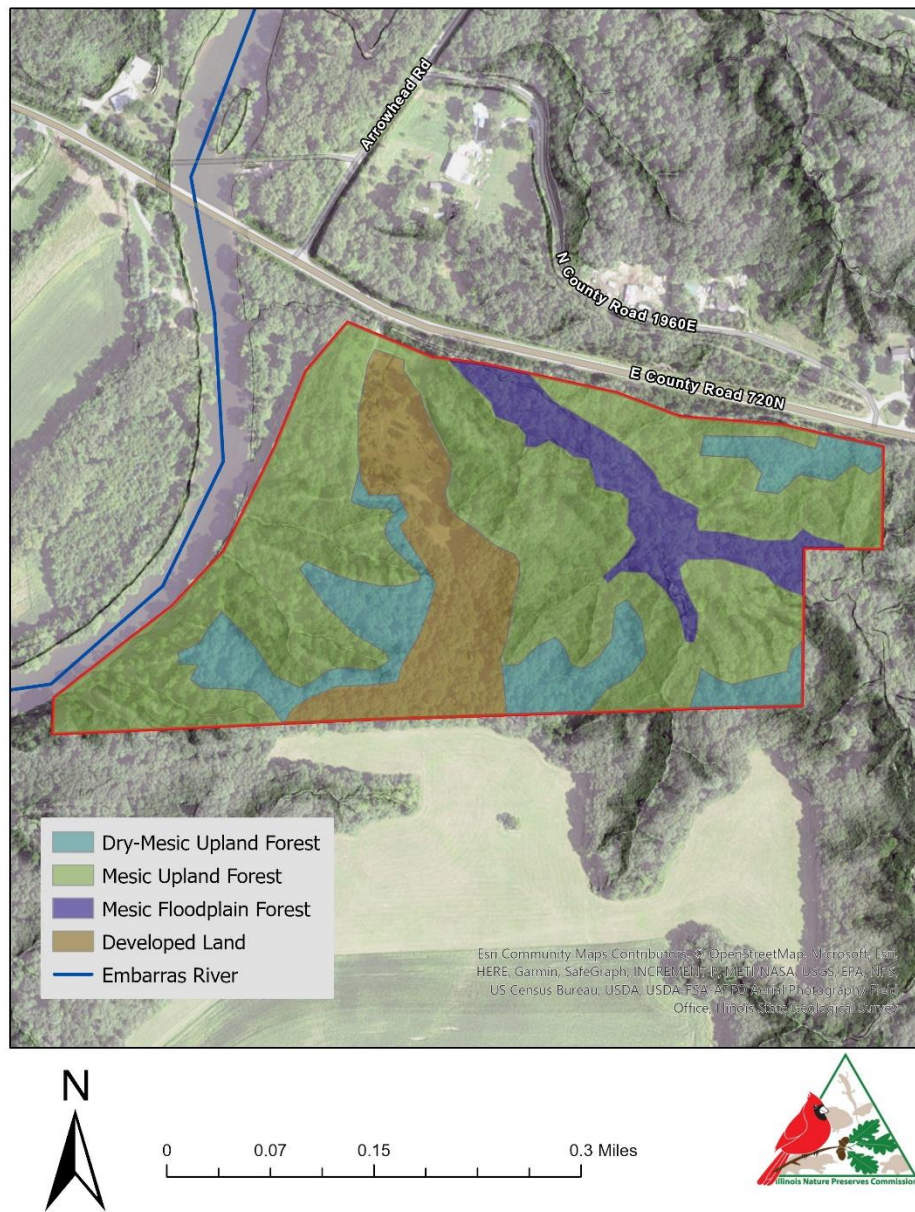 Arrowhead Rd
N County Road 1960E
E County Road 720N
Dry-Mesic Upland Forest
Mesic Upland Forest
Mesic Floodplain Forest
Developed Land
Embarras River
Esri Community Maps Contributors, © OpenStreetMap, Microsoft, Esri,
HERE, Garmin, SafeGraph, INCREMENT P, METI/NASA, USGS, EPA, NPS,
US Census Bureau, USDA, USDA FSA, APFO Aerial Photography Field
Office, Illinois State Geological Survey
N
0 0.07 0.15 0.3 Miles
Illinois Nature Preserves Commission